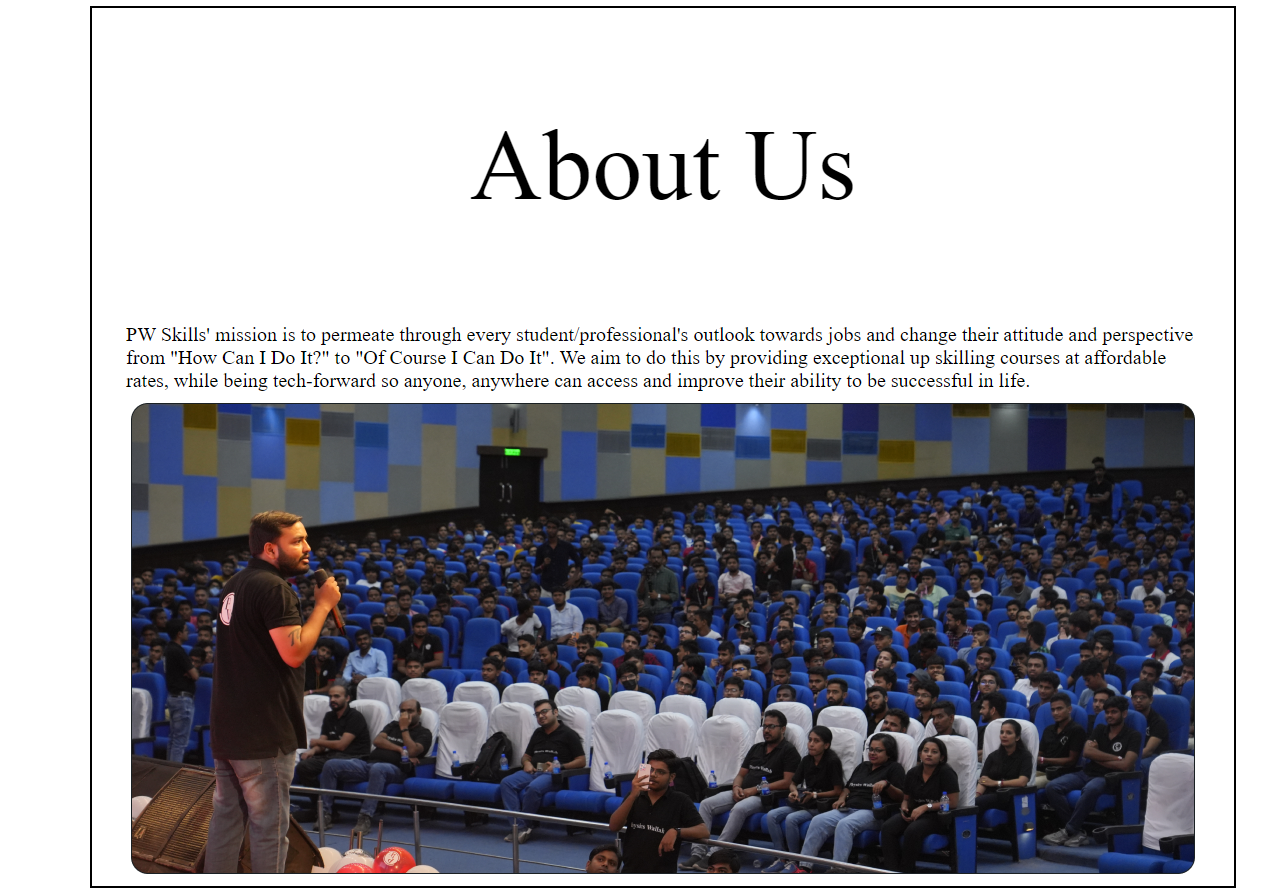 About Us
PW Skills' mission is to permeate through every student/professional's outlook towards jobs and change their attitude and perspective
from "How Can I Do It?" to "Of Course I Can Do It". We aim to do this by providing exceptional up skilling courses at affordable
rates, while being tech-forward so anyone, anywhere can access and improve their ability to be successful in life.